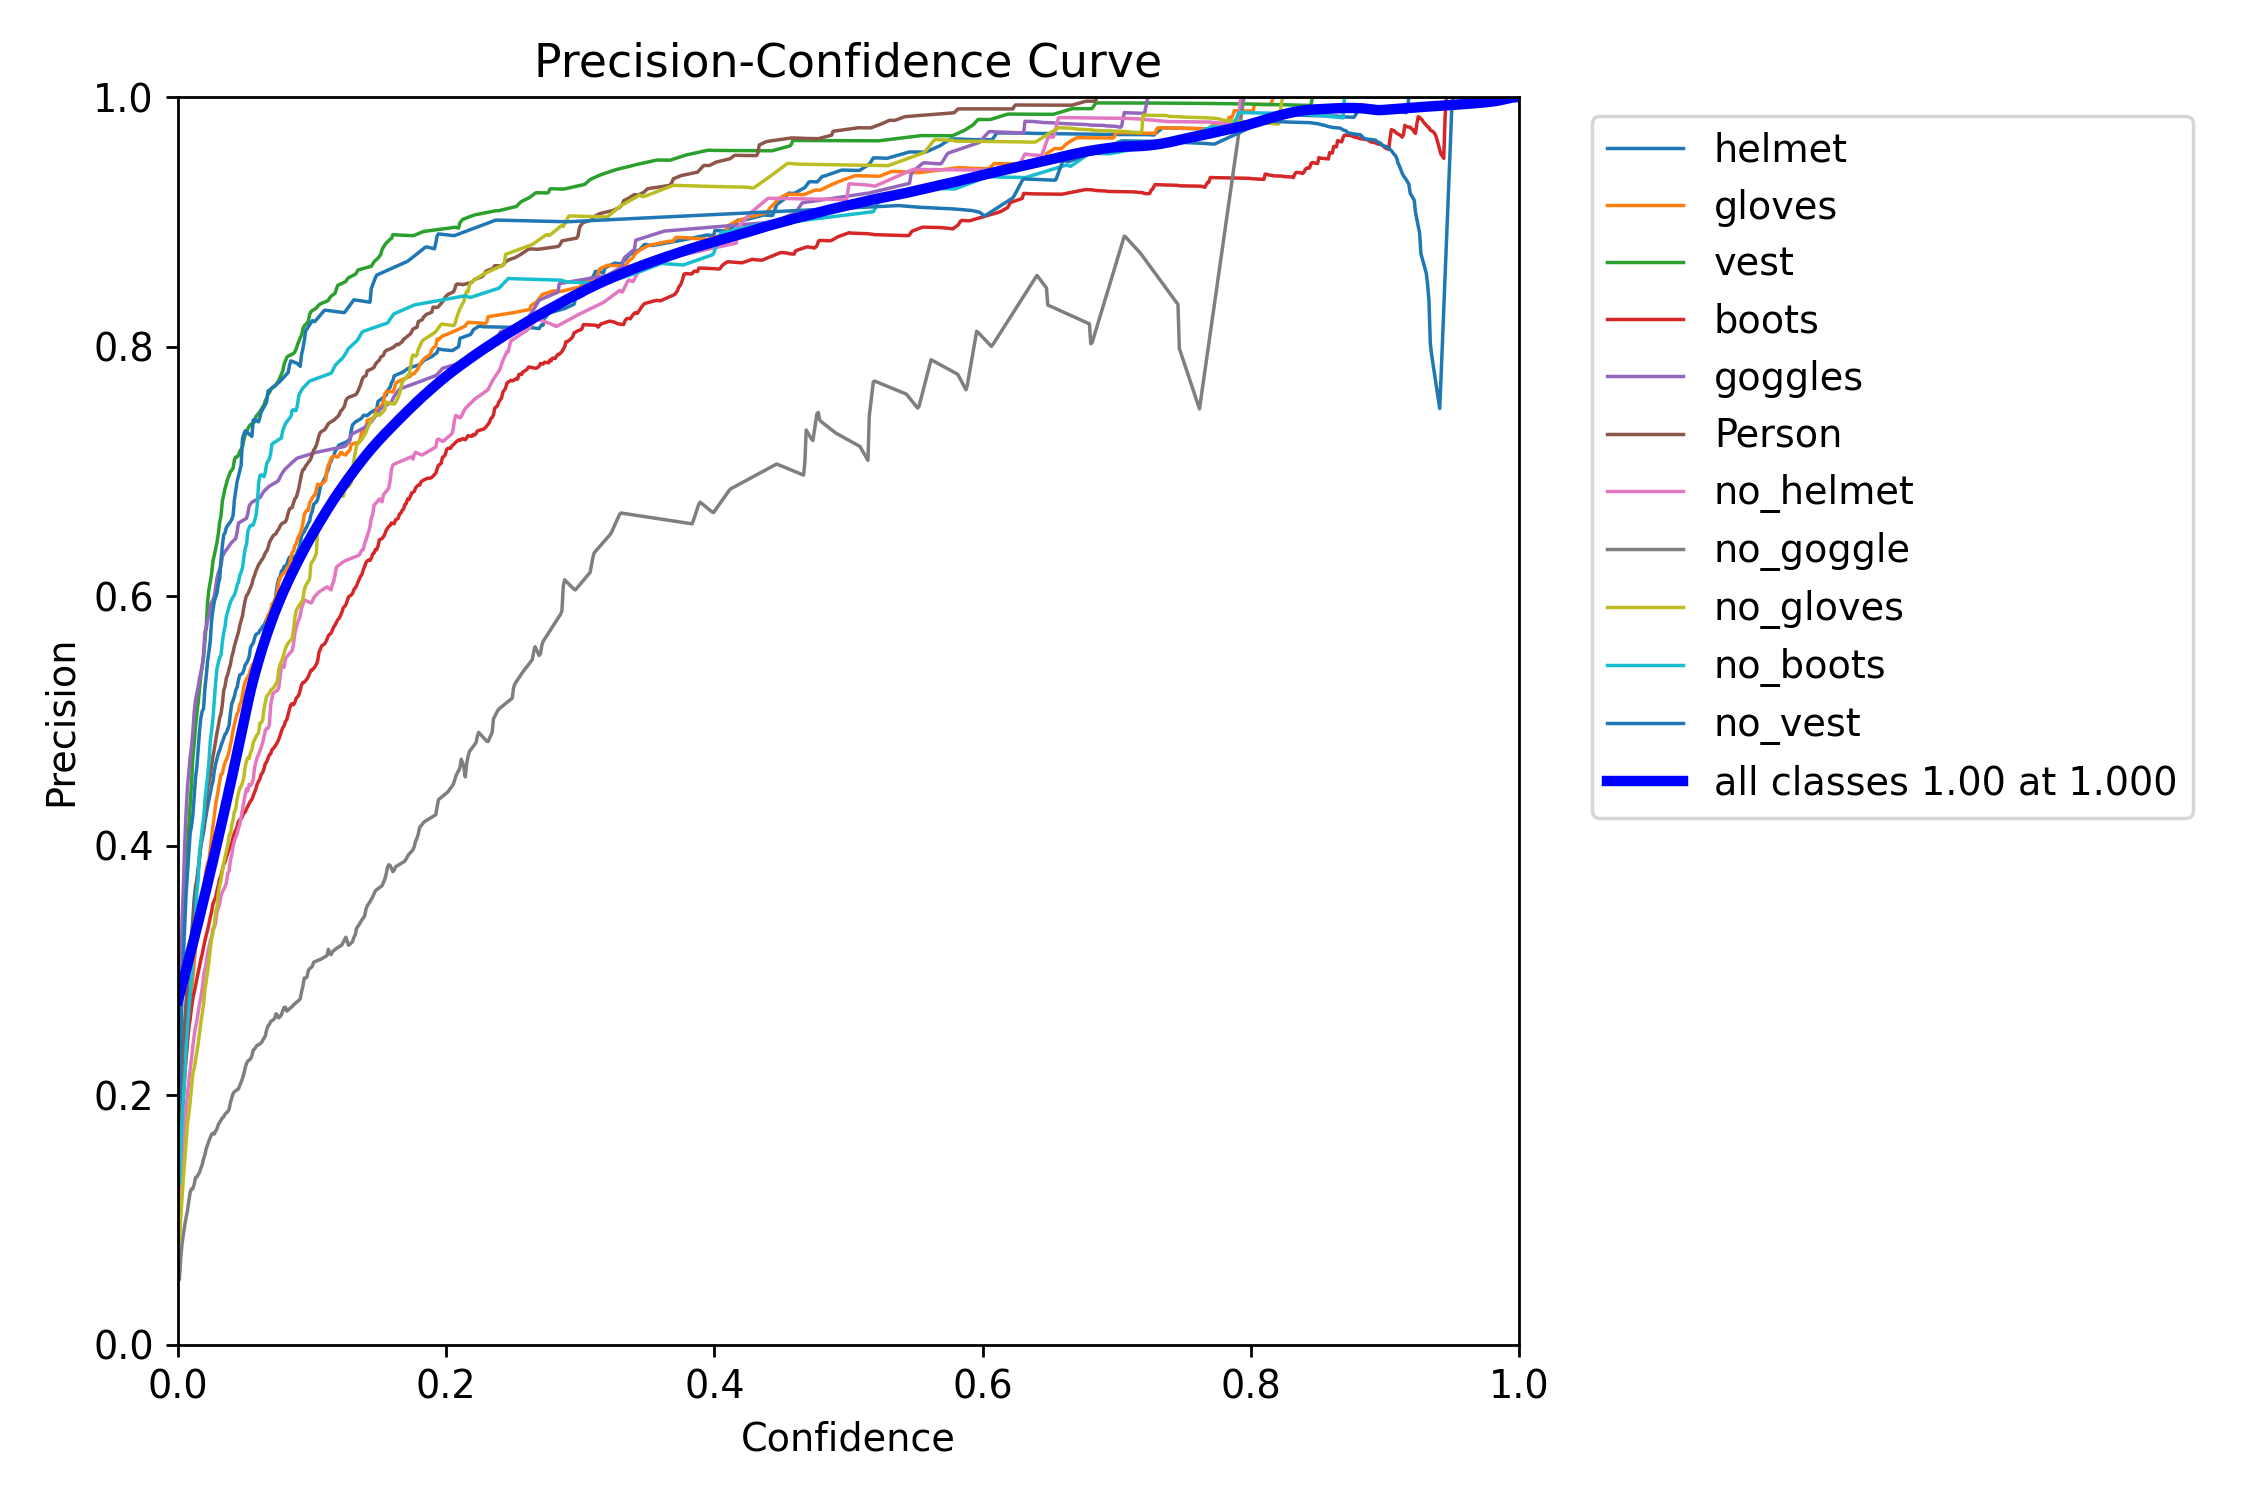 Precision-Confidence Curve
1.0
0.8
0.6
0.4
0.2
0.0
Precision
0.0 0.2 0.4 0.6 0.8 1.0
Confidence
helmet
gloves
vest
boots
goggles
Person
no_helmet
no_goggle
no_gloves
no_boots
no_vest
all classes 1.00 at 1.000